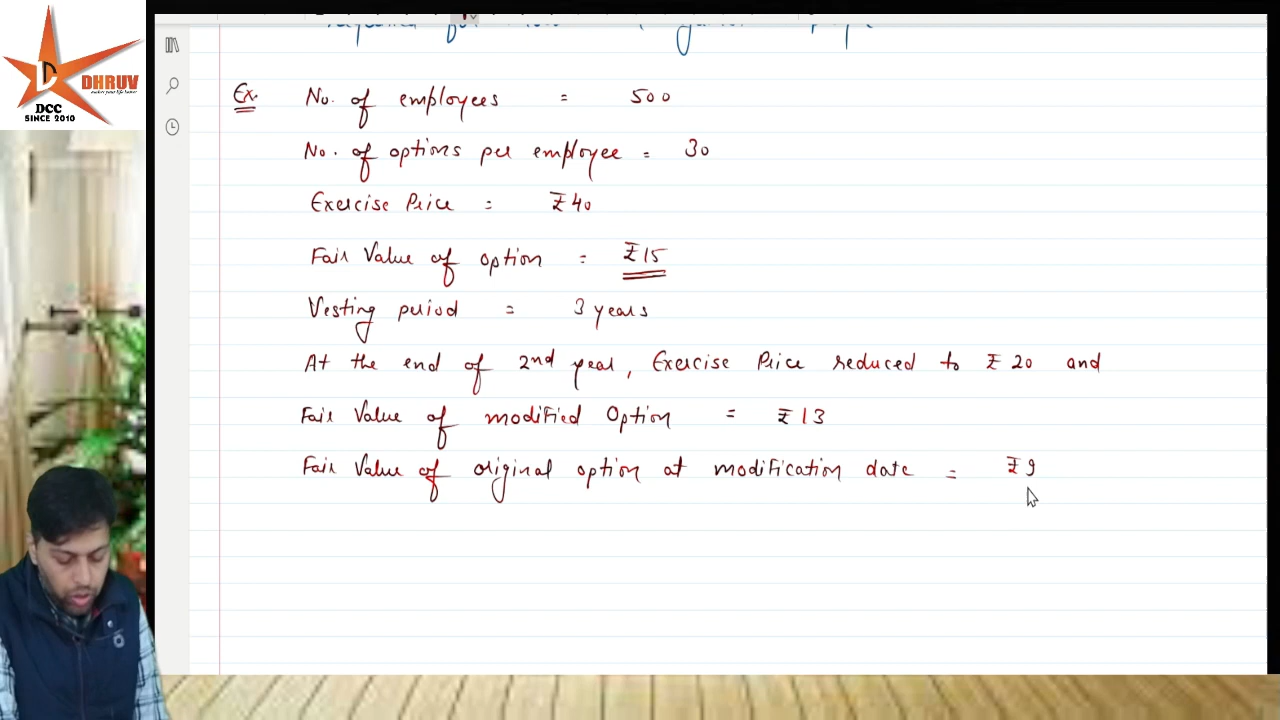 DHRUV
DCC
SINCE 2010
Ex. No. of employees = 500
No. of options per employee = 30
Exercise Price = ₹40
Fair Value of option = ₹15
Vesting period = 3 years
At the end of 2nd year, Exercise Price reduced to ₹20 and
Fair Value of modified Option = ₹13
Fair Value of original option at modification date = ₹9